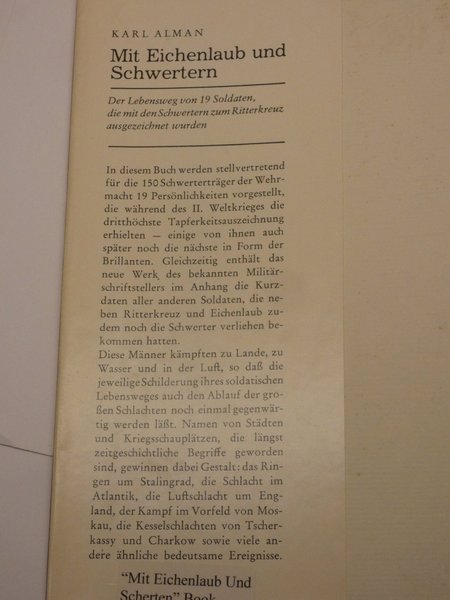 KARL ALMAN
Mit Eichenlaub und
Schwertern
Der Lebensweg von 19 Soldaten,
die mit den Schwertern zum Ritterkreuz
ausgezeichnet wurden
In diesem Buch werden stellvertretend
für die 150 Schwerterträger der Wehr-
macht 19 Persönlichkeiten vorgestellt,
die während des II. Weltkrieges die
dritthöchste Tapferkeitsauszeichnung
erhielten — einige von ihnen auch
später noch die nächste in Form der
Brillanten. Gleichzeitig enthält das
neue Werk des bekannten Militär-
schriftstellers im Anhang die Kurz-
daten aller anderen Soldaten, die ne-
ben Ritterkreuz und Eichenlaub zu-
dem noch die Schwerter verliehen be-
kommen hatten.
Diese Männer kämpften zu Lande, zu
Wasser und in der Luft, so daß die
jeweilige Schilderung ihres soldatischen
Lebensweges auch den Ablauf der gro-
ßen Schlachten noch einmal gegenwär-
tig werden läßt. Namen von Städten
und Kriegsschauplätzen, die längst
zeitgeschichtliche Begriffe geworden
sind, gewinnen dabei Gestalt: das Rin-
gen um Stalingrad, die Schlacht im
Atlantik, die Luftschlacht um Eng-
land, der Kampf im Vorfeld von Mos-
kau, die Kesselschlachten von Tscher-
kassy und Charkow sowie viele an-
dere ähnliche bedeutsame Ereignisse.
"Mit Eichenlaub Und
Scherten" Book